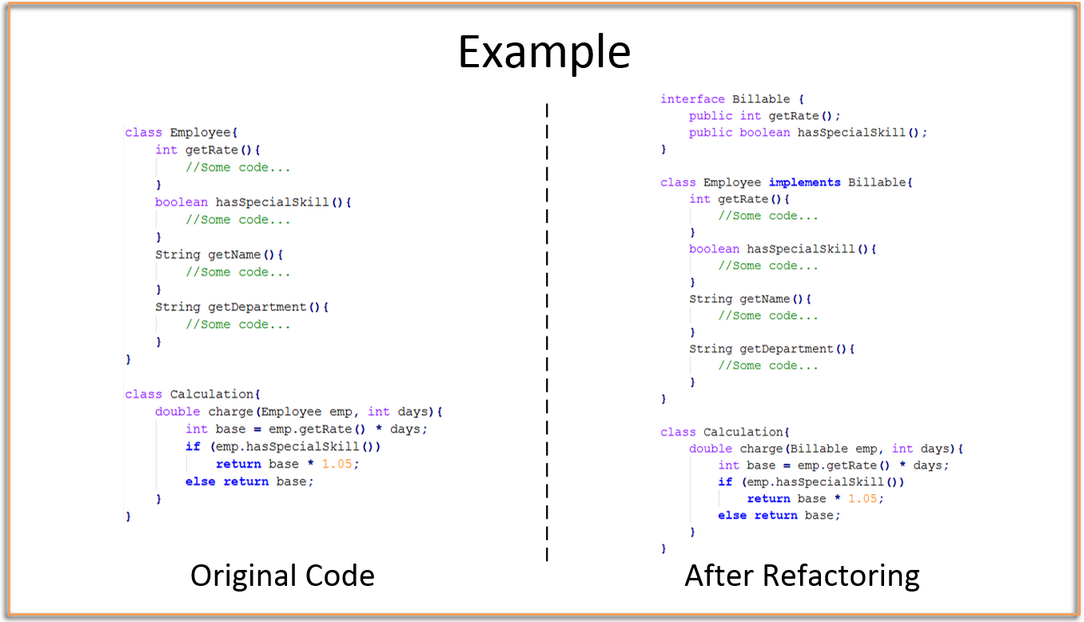 Example
class Employee{
    int getRate(){
        //Some code...
    }
    boolean hasSpecialSkill(){
        //Some code...
    }
    String getName(){
        //Some code...
    }
    String getDepartment(){
        //Some code...
    }
}
class Calculation{
    double charge(Employee emp, int days){
        int base = emp.getRate() * days;
        if (emp.hasSpecialSkill())
            return base * 1.05;
        else return base;
    }
}
Original Code
interface Billable {
    public int getRate();
    public boolean hasSpecialSkill();
}
class Employee implements Billable{
    int getRate(){
        //Some code...
    }
    boolean hasSpecialSkill(){
        //Some code...
    }
    String getName(){
        //Some code...
    }
    String getDepartment(){
        //Some code...
    }
}
class Calculation{
    double charge(Billable emp, int days){
        int base = emp.getRate() * days;
        if (emp.hasSpecialSkill())
            return base * 1.05;
        else return base;
    }
}
After Refactoring